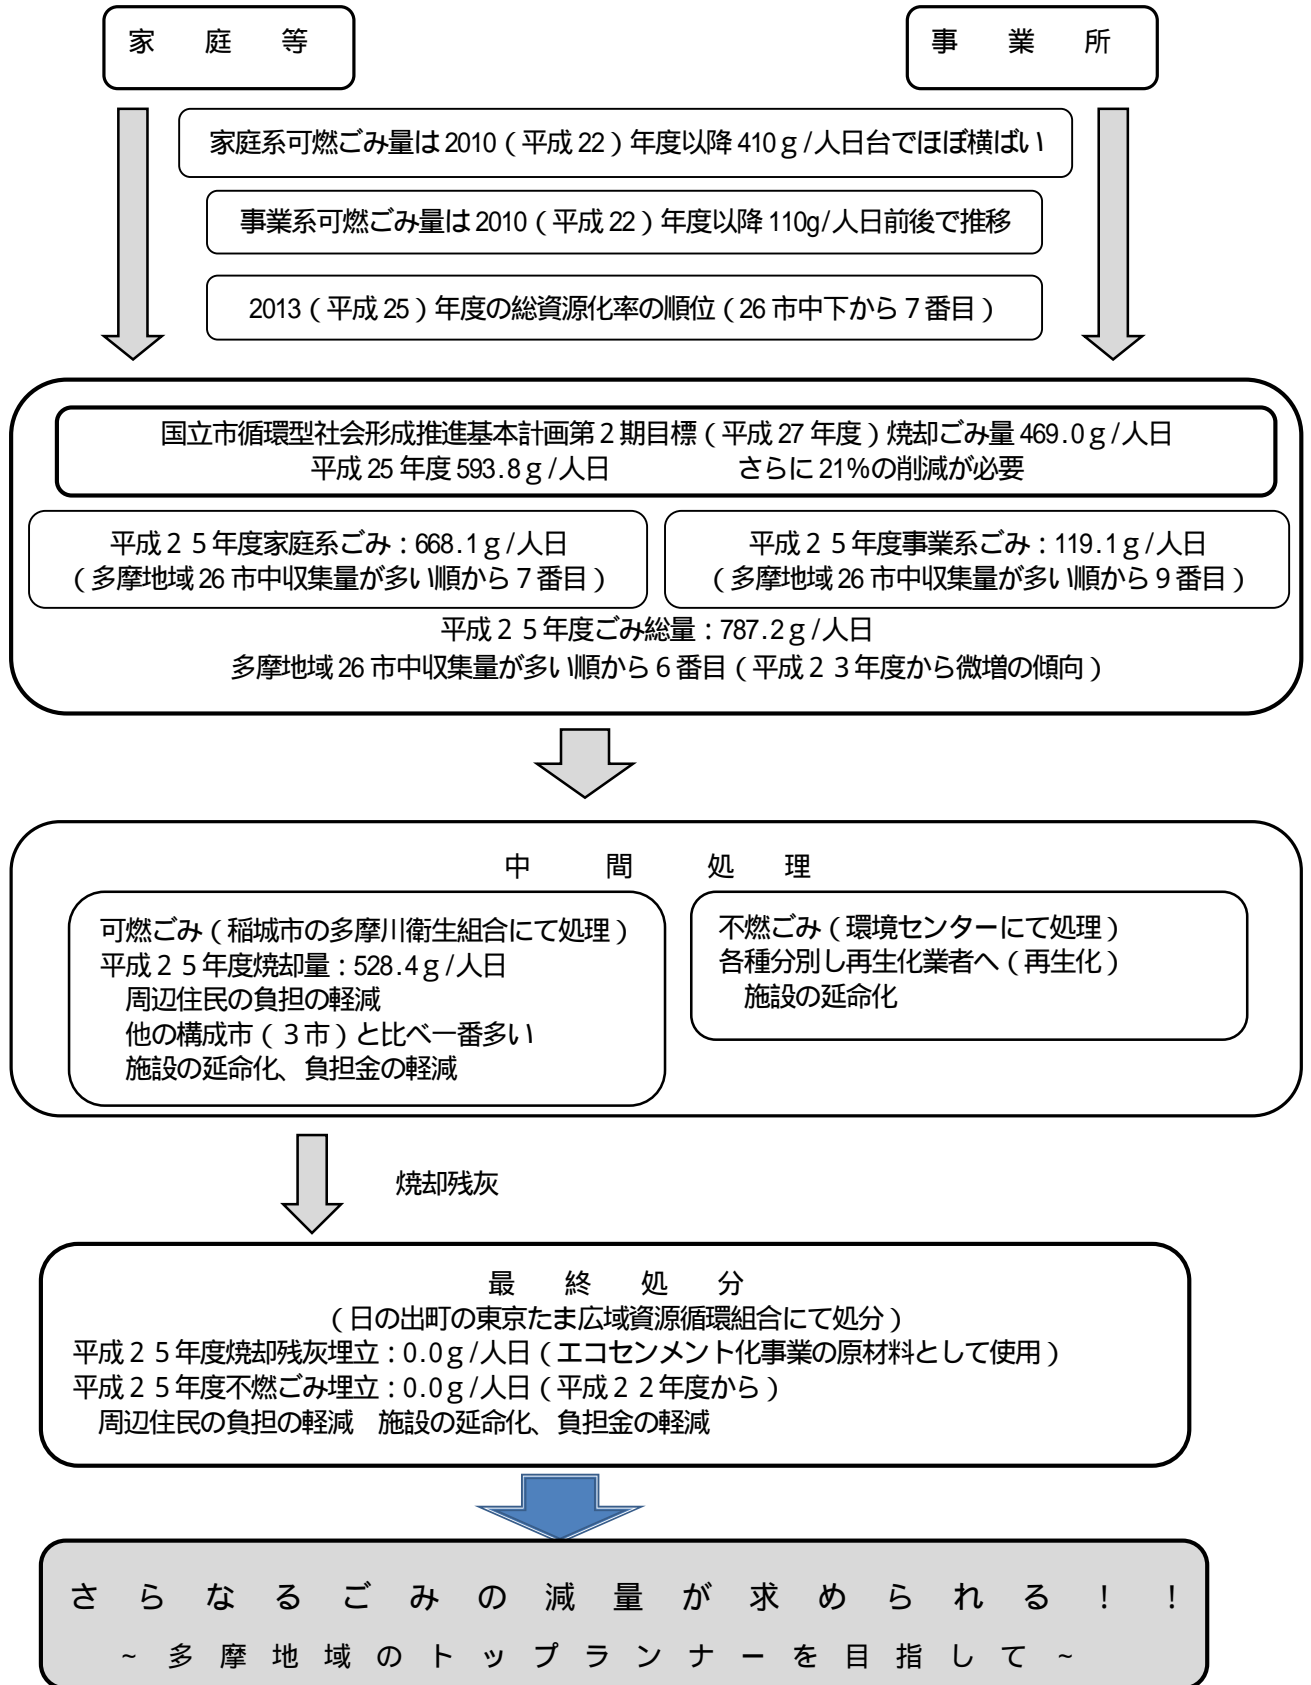 家庭等
事業所
家庭系可燃ごみ量は2010(平成22)年度以降410g/人日台でほぼ横ばい
事業系可燃ごみ量は2010(平成22)年度以降110g/人日前後で推移
2013(平成25)年度の総資源化率の順位(26市中下から7番目)
国立市循環型社会形成推進基本計画第2期目標(平成27年度)焼却ごみ量469.0g/人日
平成25年度593.8g/人日 さらに21%の削減が必要
平成25年度家庭系ごみ:668.1g/人日
(多摩地域26市中収集量が多い順から7番目)
平成25年度事業系ごみ:119.1g/人日
(多摩地域26市中収集量が多い順から9番目)
平成25年度ごみ総量:787.2g/人日
多摩地域26市中収集量が多い順から6番目(平成23年度から微増の傾向)
中間処理
可燃ごみ(稲城市の多摩川衛生組合にて処理)
平成25年度焼却量:528.4g/人日
周辺住民の負担の軽減
他の構成市(3市)と比べ一番多い
施設の延命化、負担金の軽減
不燃ごみ(環境センターにて処理)
各種分別し再生化業者へ(再生化)
施設の延命化
焼却残灰
最終処分
(日の出町の東京たま広域資源循環組合にて処分)
平成25年度焼却残灰埋立:0.0g/人日(エコセンメント化事業の原材料として使用)
平成25年度不燃ごみ埋立:0.0g/人日(平成22年度から)
周辺住民の負担の軽減 施設の延命化、負担金の軽減
さらなるごみの減量が求められる!!
~多摩地域のトップランナーを目指して~